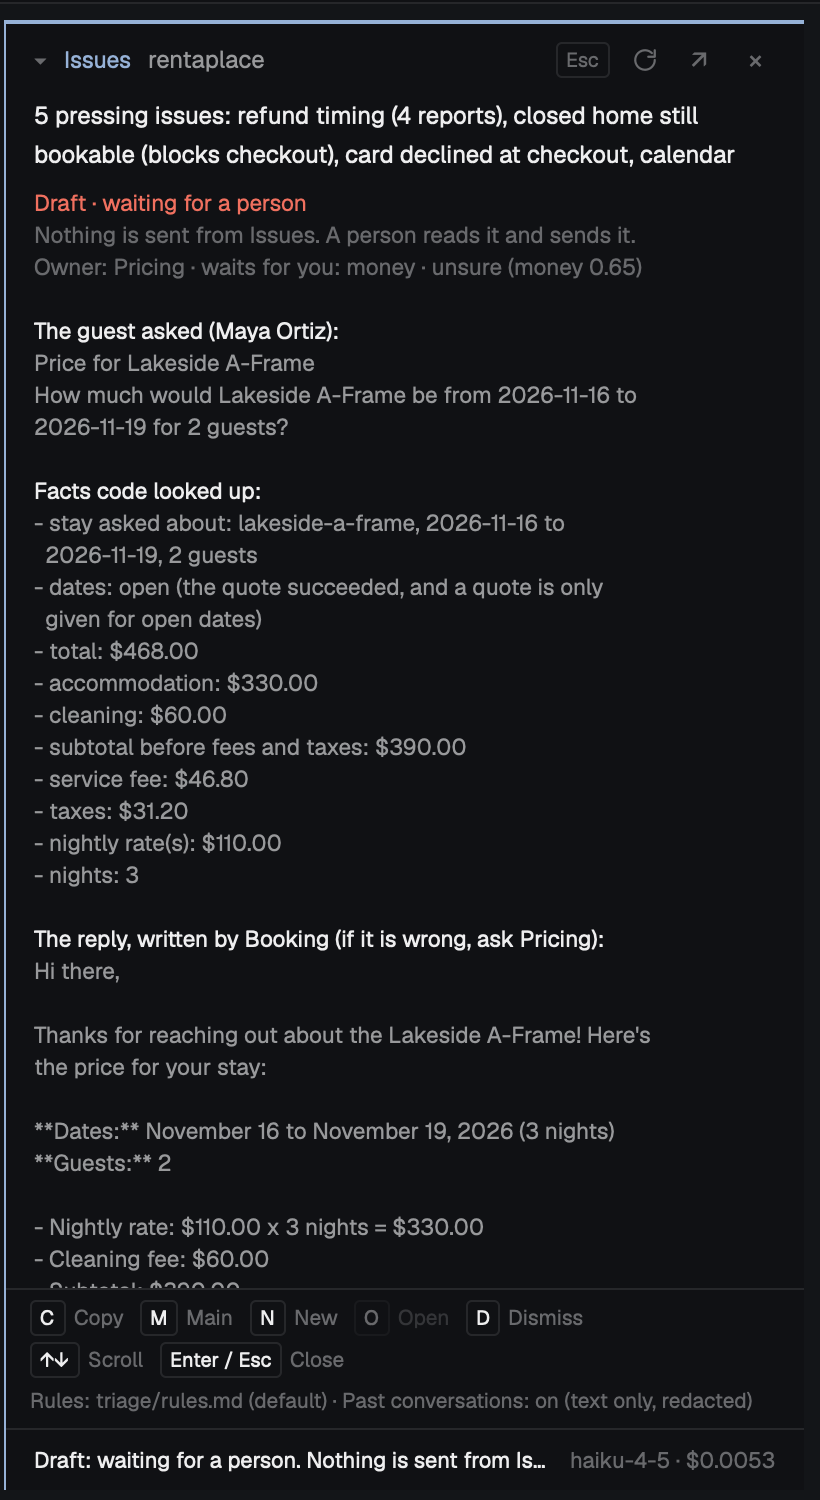 Issues rentaplace Esc
5 pressing issues: refund timing (4 reports), closed home still
bookable (blocks checkout), card declined at checkout, calendar
Draft · waiting for a person
Nothing is sent from Issues. A person reads it and sends it.
Owner: Pricing · waits for you: money · unsure (money 0.65)
The guest asked (Maya Ortiz):
Price for Lakeside A-Frame
How much would Lakeside A-Frame be from 2026-11-16 to
2026-11-19 for 2 guests?
Facts code looked up:
- stay asked about: lakeside-a-frame, 2026-11-16 to
2026-11-19, 2 guests
- dates: open (the quote succeeded, and a quote is only
given for open dates)
- total: $468.00
- accommodation: $330.00
- cleaning: $60.00
- subtotal before fees and taxes: $390.00
- service fee: $46.80
- taxes: $31.20
- nightly rate(s): $110.00
- nights: 3
The reply, written by Booking (if it is wrong, ask Pricing):
Hi there,
Thanks for reaching out about the Lakeside A-Frame! Here's
the price for your stay:
**Dates:** November 16 to November 19, 2026 (3 nights)
**Guests:** 2
- Nightly rate: $110.00 x 3 nights = $330.00
- Cleaning fee: $60.00
C Copy M Main N New O Open D Dismiss
↑↓ Scroll Enter / Esc Close
Rules: triage/rules.md (default) · Past conversations: on (text only, redacted)
Draft: waiting for a person. Nothing is sent from Is... haiku-4-5 · $0.0053